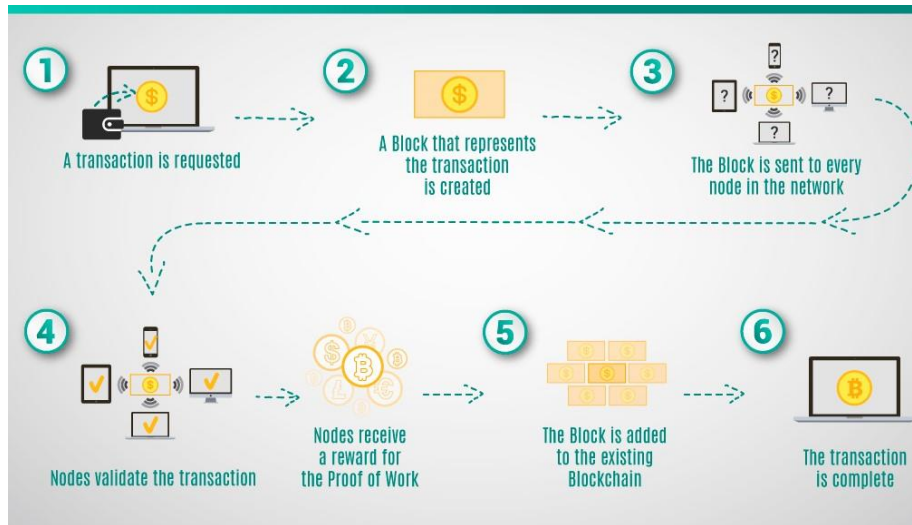 1
A transaction is requested
2
A Block that represents
the transaction
is created
3
The Block is sent to every
node in the network
4
Nodes validate the transaction
Nodes receive
a reward for
the Proof of Work
5
The Block is added
to the existing
Blockchain
6
The transaction
is complete